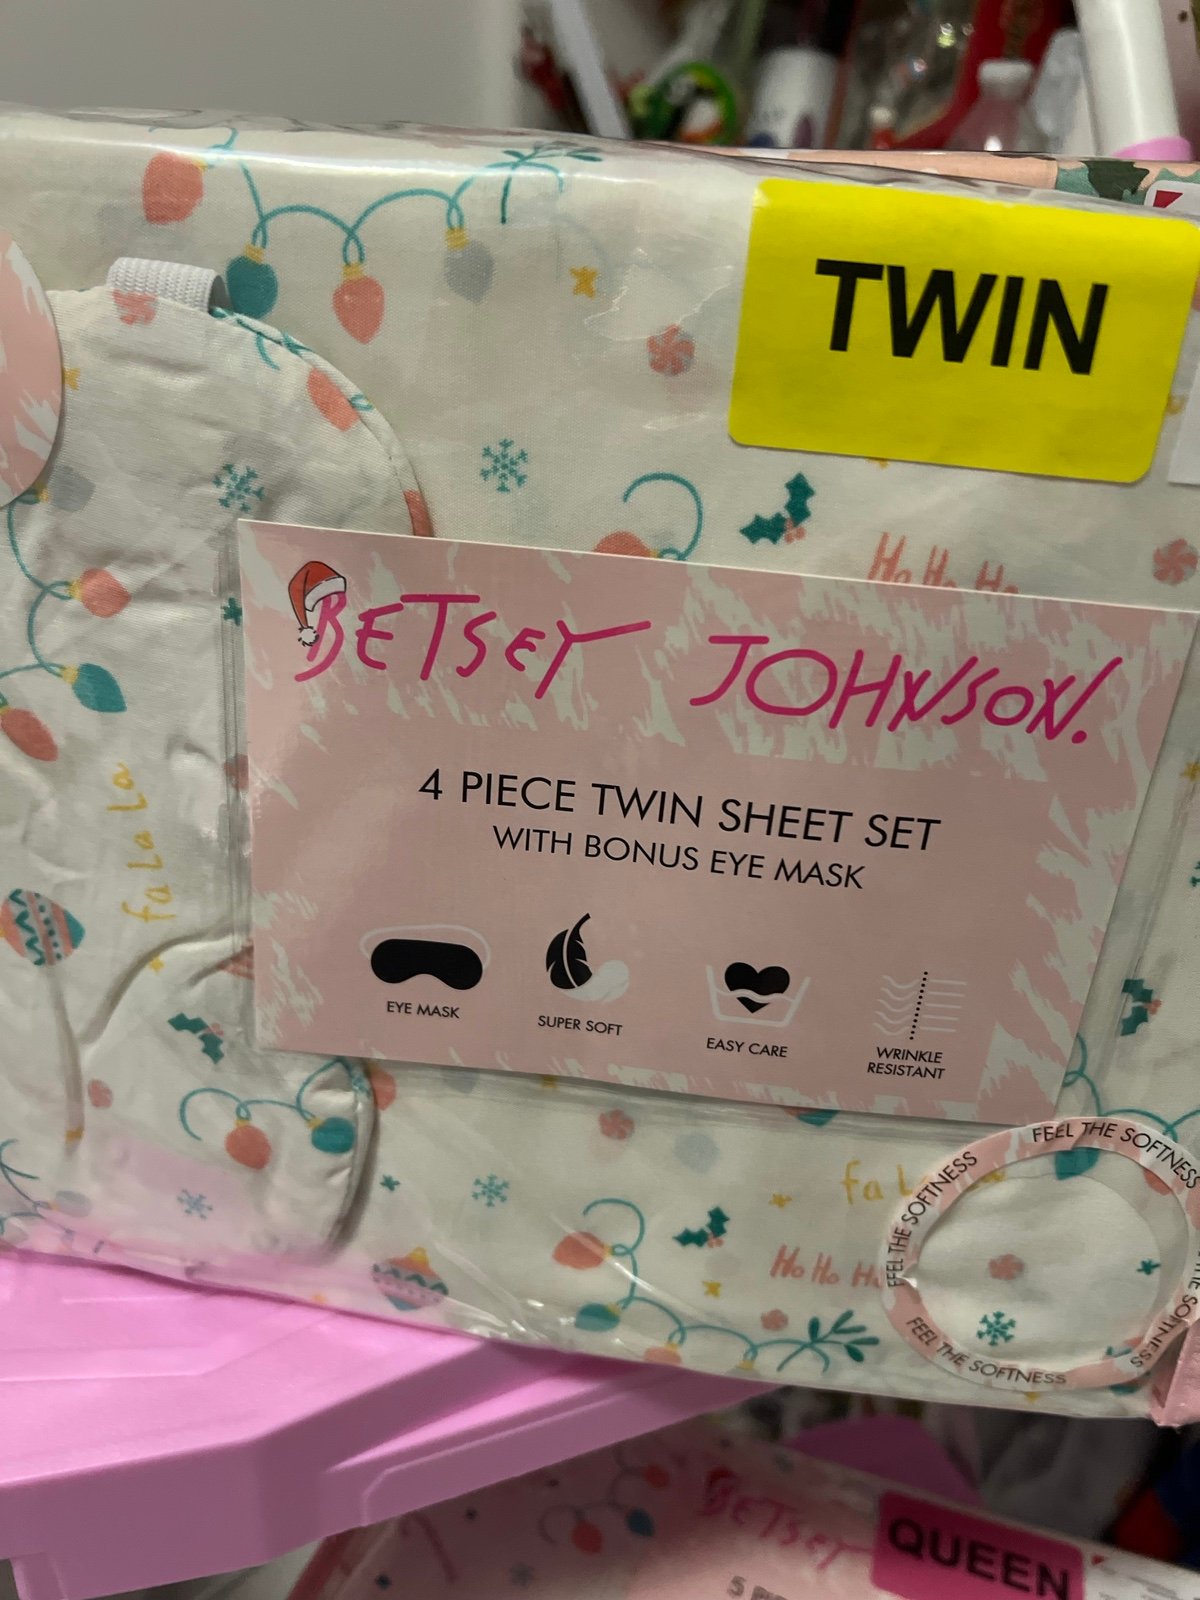 TWIN
Ho Ho Ho
BETSEY JOHNSON.
4 PIECE TWIN SHEET SET
WITH BONUS EYE MASK
EYE MASK
SUPER SOFT
EASY CARE
WRINKLE
RESISTANT
fa La La
fa L
Ho Ho H
FEEL THE SOFTNESS
FEEL THE SOFTNESS
FEEL THE SOFTNESS
THE SOFTNESS
BETSEY
QUEEN
5